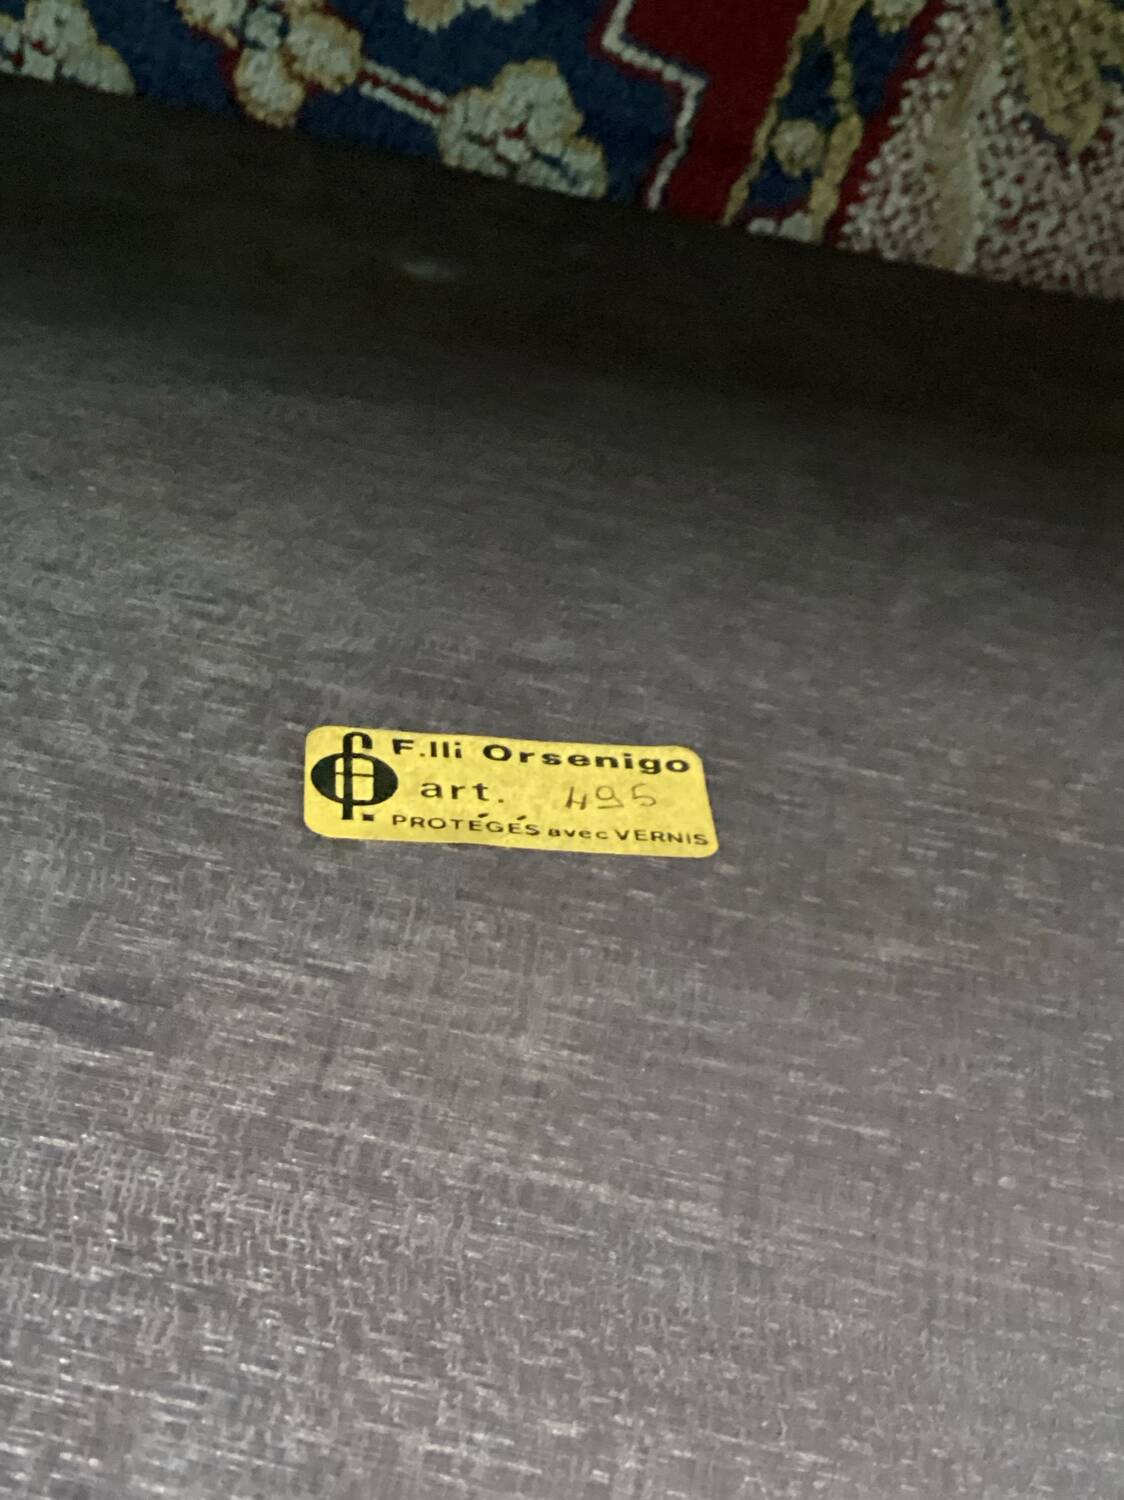 F.lli Orsenigo
art. 495
PROTÉGÉS avec VERNIS